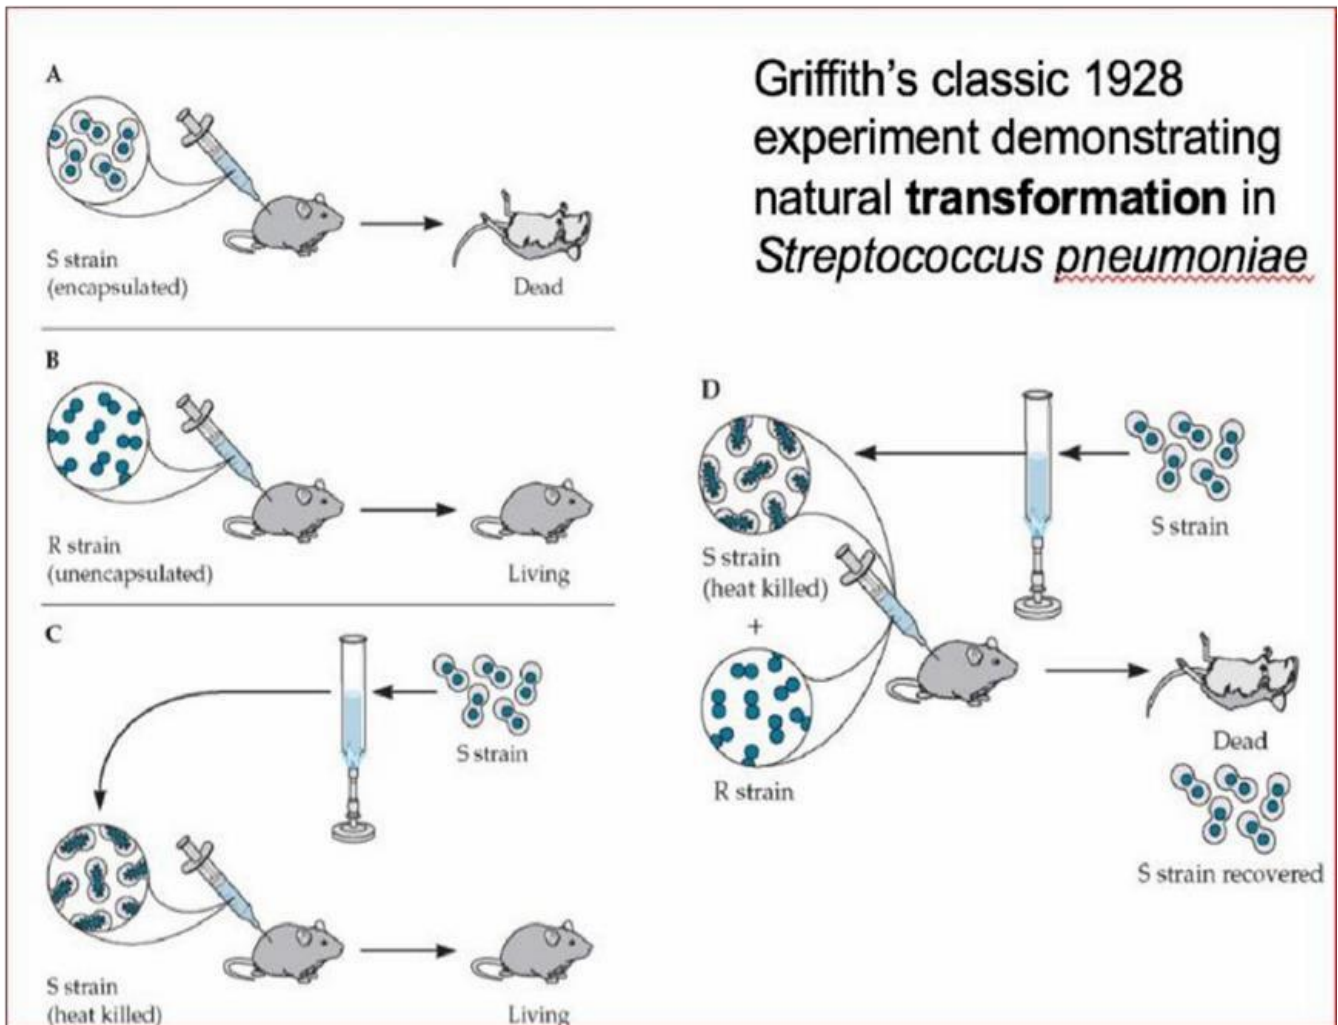 Griffith's classic 1928
experiment demonstrating
natural transformation in
Streptococcus pneumoniae
A
S strain
(encapsulated)
Dead
B
R strain
(unencapsulated)
Living
C
S strain
S strain
(heat killed)
Living
D
S strain
S strain
(heat killed)
+
R strain
Dead
S strain recovered